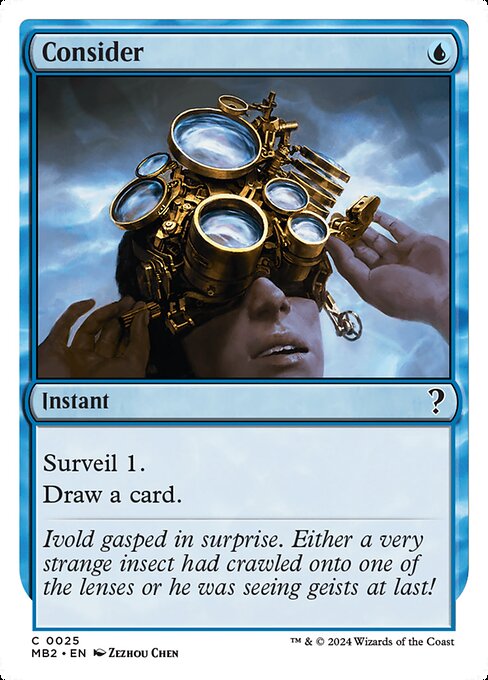 Consider
Instant
?
Surveil 1.
Draw a card.
Ivold gasped in surprise. Either a very
strange insect had crawled onto one of
the lenses or he was seeing geists at last!
C 0025
MB2 • EN Zezhou Chen
™ & © 2024 Wizards of the Coast